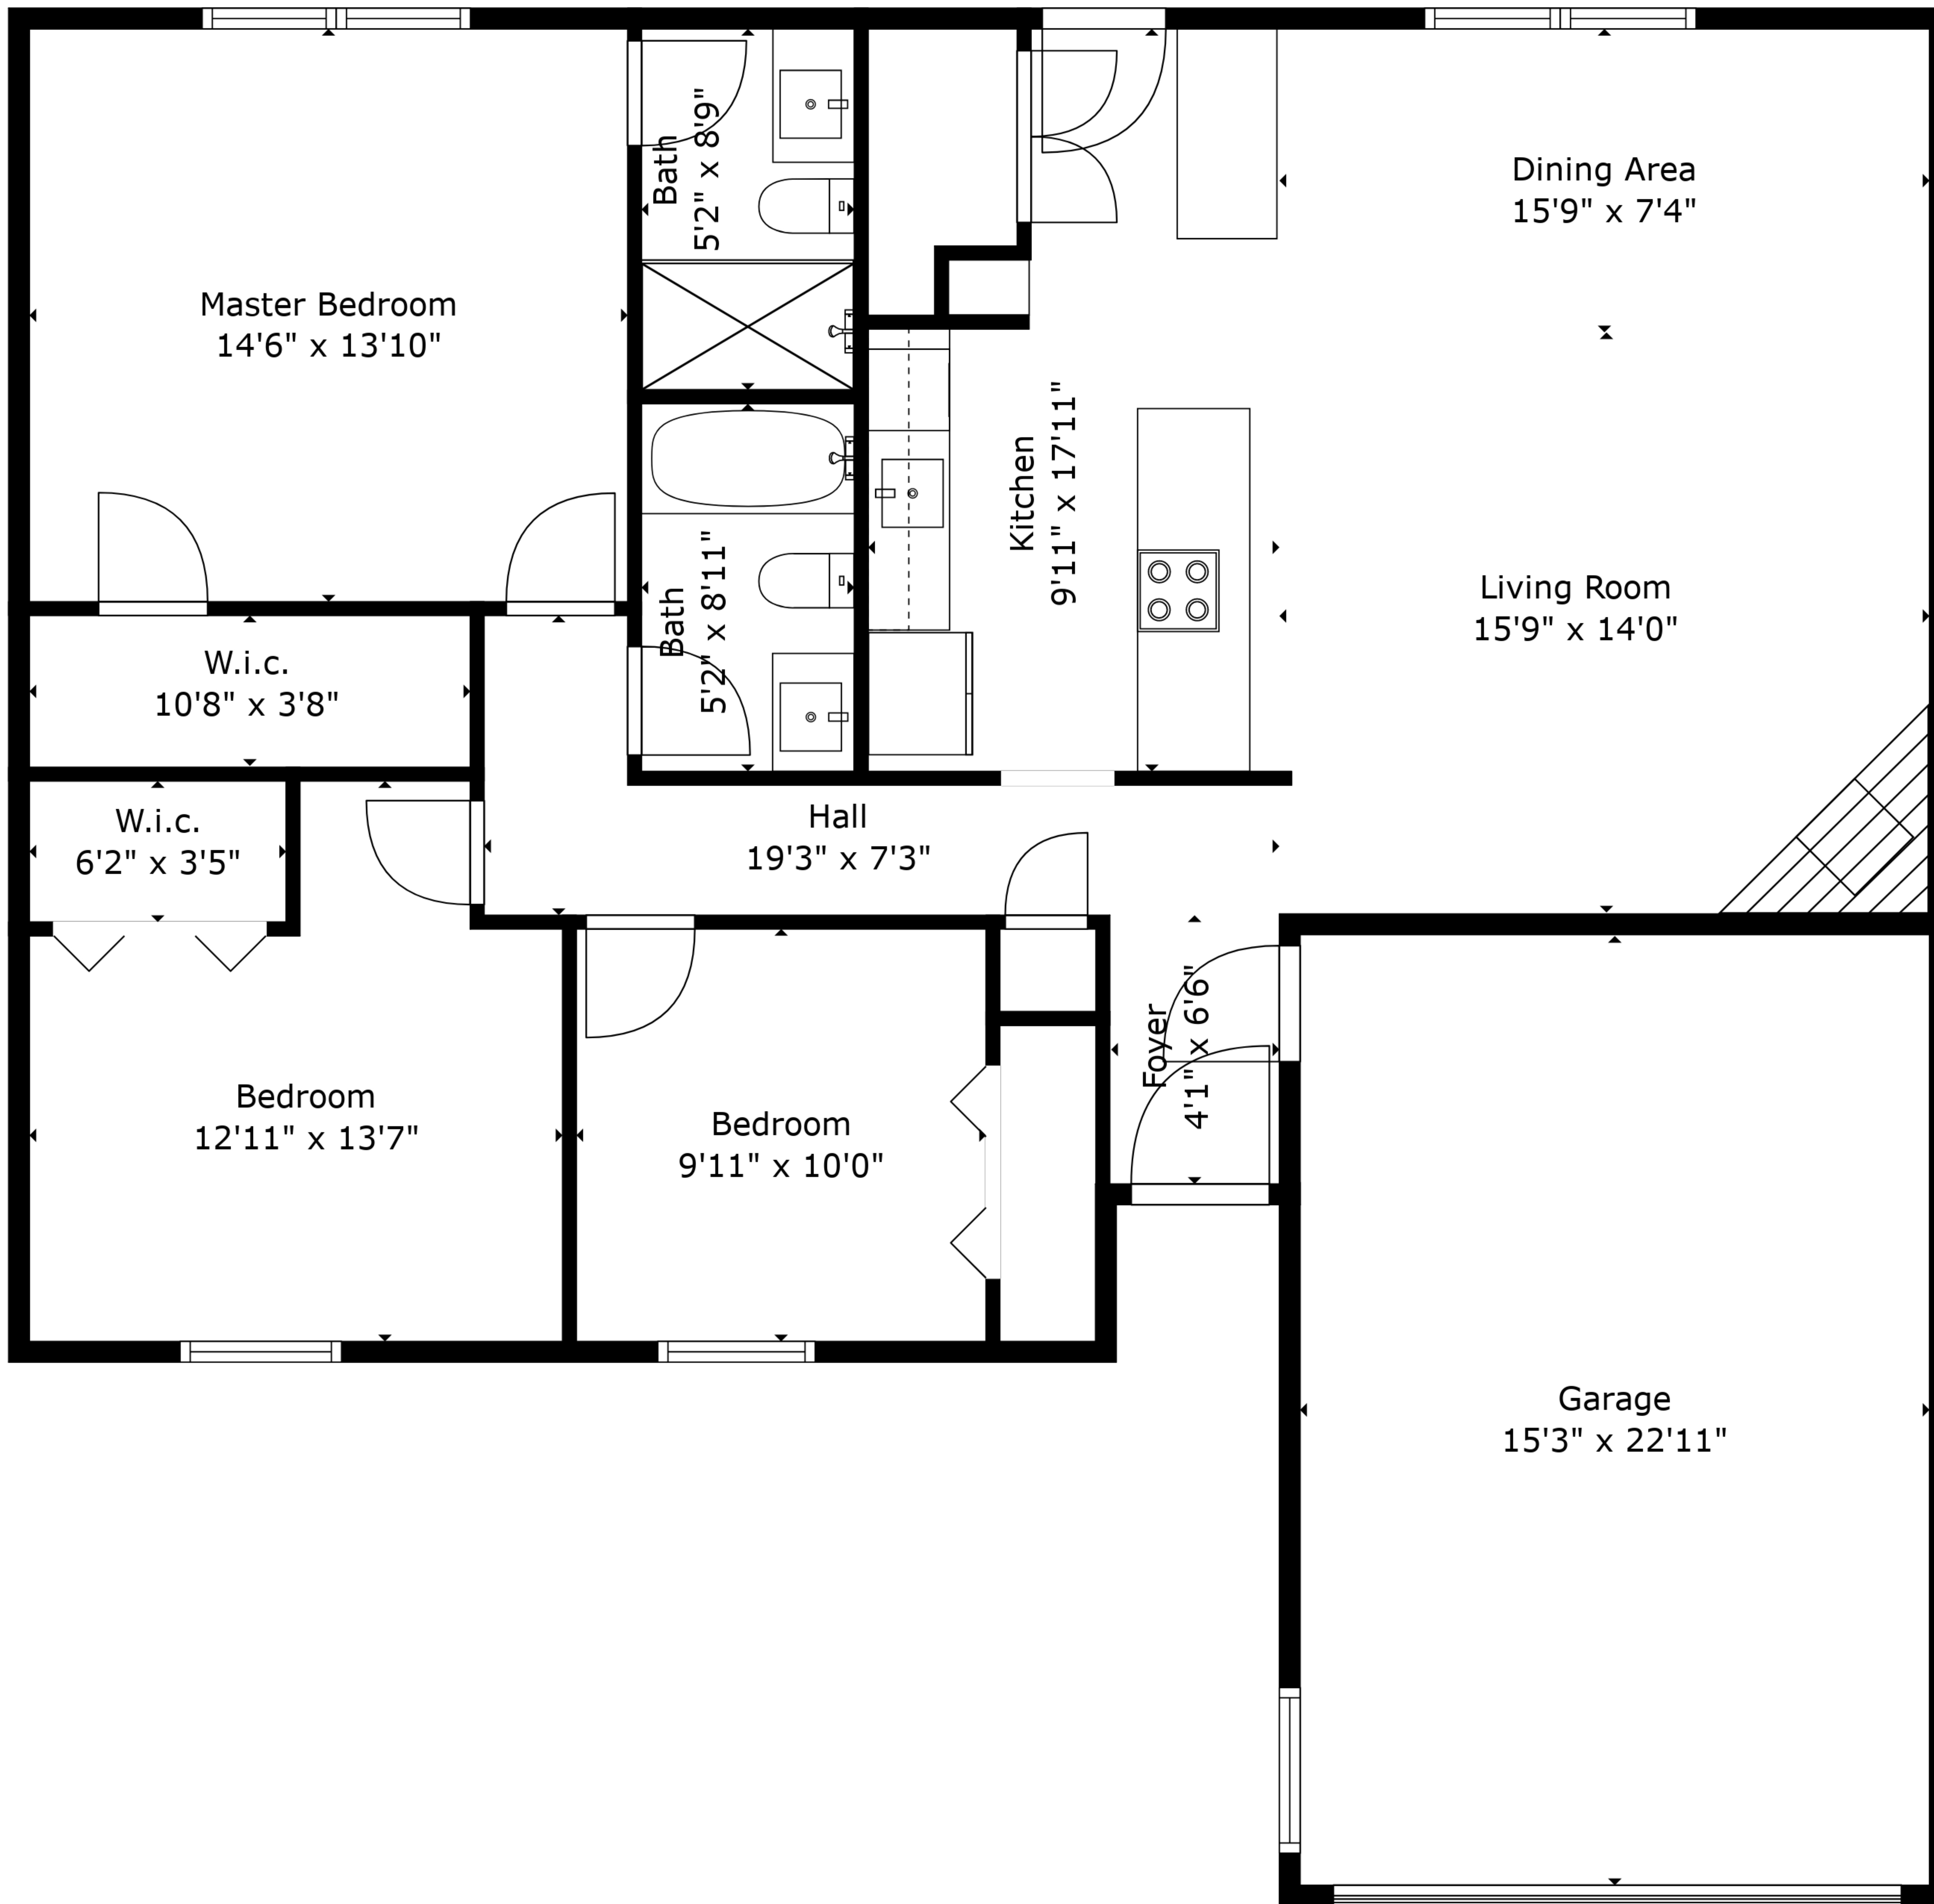 Bath
5'2" x 8'9"
Dining Area
15'9" x 7'4"
Master Bedroom
14'6" x 13'10"
Kitchen
9'11" x 17'11"
Bath
5'2" x 8'11"
Living Room
15'9" x 14'0"
W.i.c.
10'8" x 3'8"
W.i.c.
6'2" x 3'5"
Hall
19'3" x 7'3"
Foyer
4'1" x 6'6"
Bedroom
12'11" x 13'7"
Bedroom
9'11" x 10'0"
Garage
15'3" x 22'11"